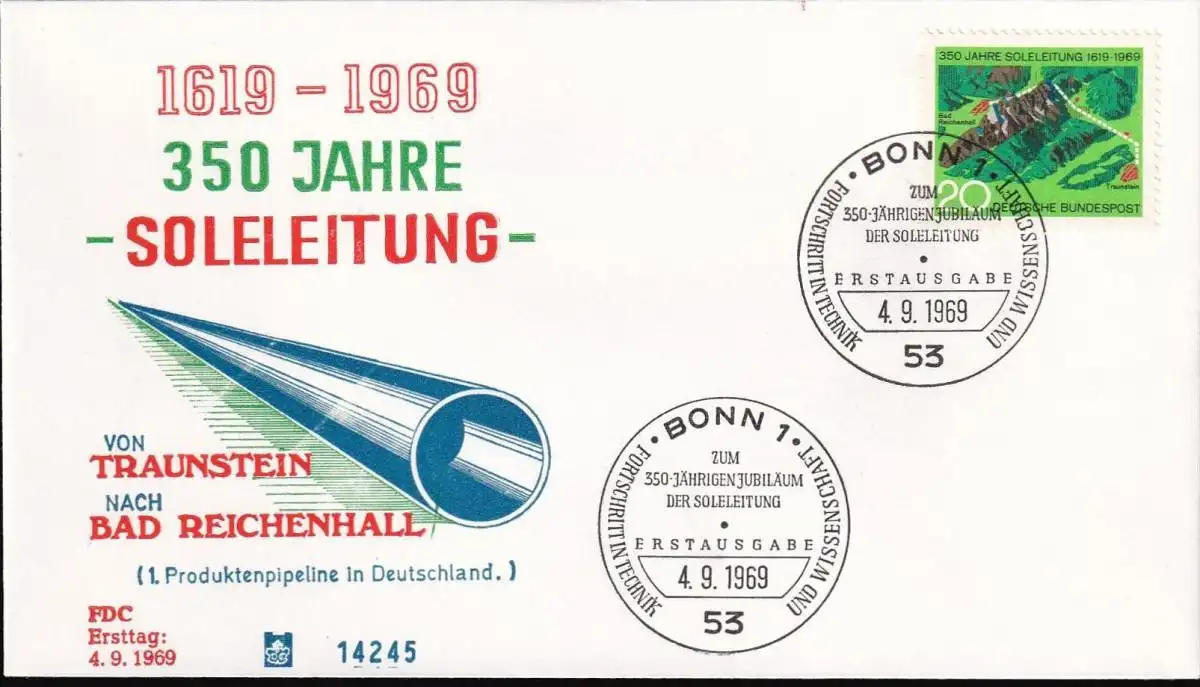 1619 – 1969
350 JAHRE
- SOLELEITUNG -
VON
TRAUNSTEIN
NACH
BAD REICHENHALL
(1. Produktenpipeline in Deutschland.)
FDC
Ersttag:
4. 9. 1969
14245
350 JAHRE SOLELEITUNG 1619-1969
Bad
Reichenhall
Traunstein
20
DEUTSCHE BUNDESPOST
• BONN 1 •
FORTSCHRITT IN TECHNIK UND WISSENSCHAFT
ZUM
350-JÄHRIGEN JUBILÄUM
DER SOLELEITUNG
•
ERSTAUSGABE
4. 9. 1969
53
• BONN 1 •
FORTSCHRITT IN TECHNIK UND WISSENSCHAFT
ZUM
350-JÄHRIGEN JUBILÄUM
DER SOLELEITUNG
•
ERSTAUSGABE
4. 9. 1969
53